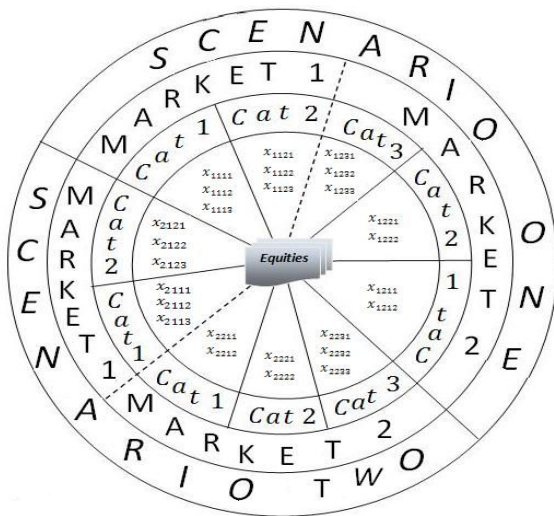 SCENARIO ONE
MARKET 1
Cat 1
x₁₁₁₁
x₁₁₁₂
x₁₁₁₃
Cat 2
x₁₁₂₁
x₁₁₂₂
x₁₁₂₃
MARKET 2
Cat 3
x₁₂₃₁
x₁₂₃₂
x₁₂₃₃
Cat 2
x₁₂₂₁
x₁₂₂₂
Cat 1
x₁₂₁₁
x₁₂₁₂
SCENARIO TWO
MARKET 1
Cat 2
x₂₁₂₁
x₂₁₂₂
x₂₁₂₃
Cat 1
x₂₁₁₁
x₂₁₁₂
x₂₁₁₃
MARKET 2
Cat 1
x₂₂₁₁
x₂₂₁₂
Cat 2
x₂₂₂₁
x₂₂₂₂
Cat 3
x₂₂₃₁
x₂₂₃₂
x₂₂₃₃
Equities